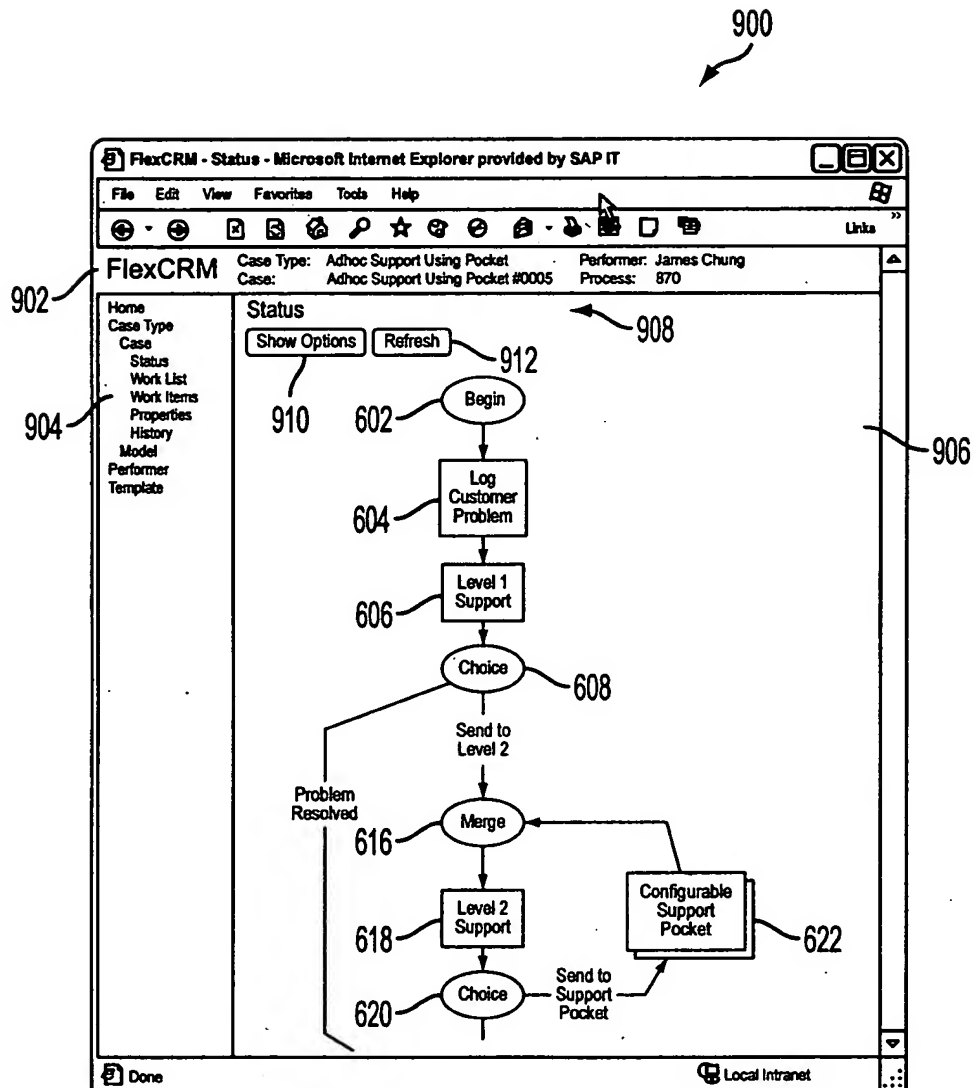 900
FlexCRM - Status - Microsoft Internet Explorer provided by SAP IT
File Edit View Favorites Tools Help
Links
FlexCRM
Case Type: Adhoc Support Using Pocket Performer: James Chung
Case: Adhoc Support Using Pocket #0005 Process: 870
902
Home
Case Type
Case
Status
Work List
Work Items
Properties
History
Model
Performer
Template
904
Status
908
Show Options Refresh
910
912
906
Begin
602
Log
Customer
Problem
604
Level 1
Support
606
Choice
608
Send to
Level 2
Problem
Resolved
Merge
616
Configurable
Support
Pocket
622
Level 2
Support
618
Choice
620
Send to
Support
Pocket
Done
Local Intranet